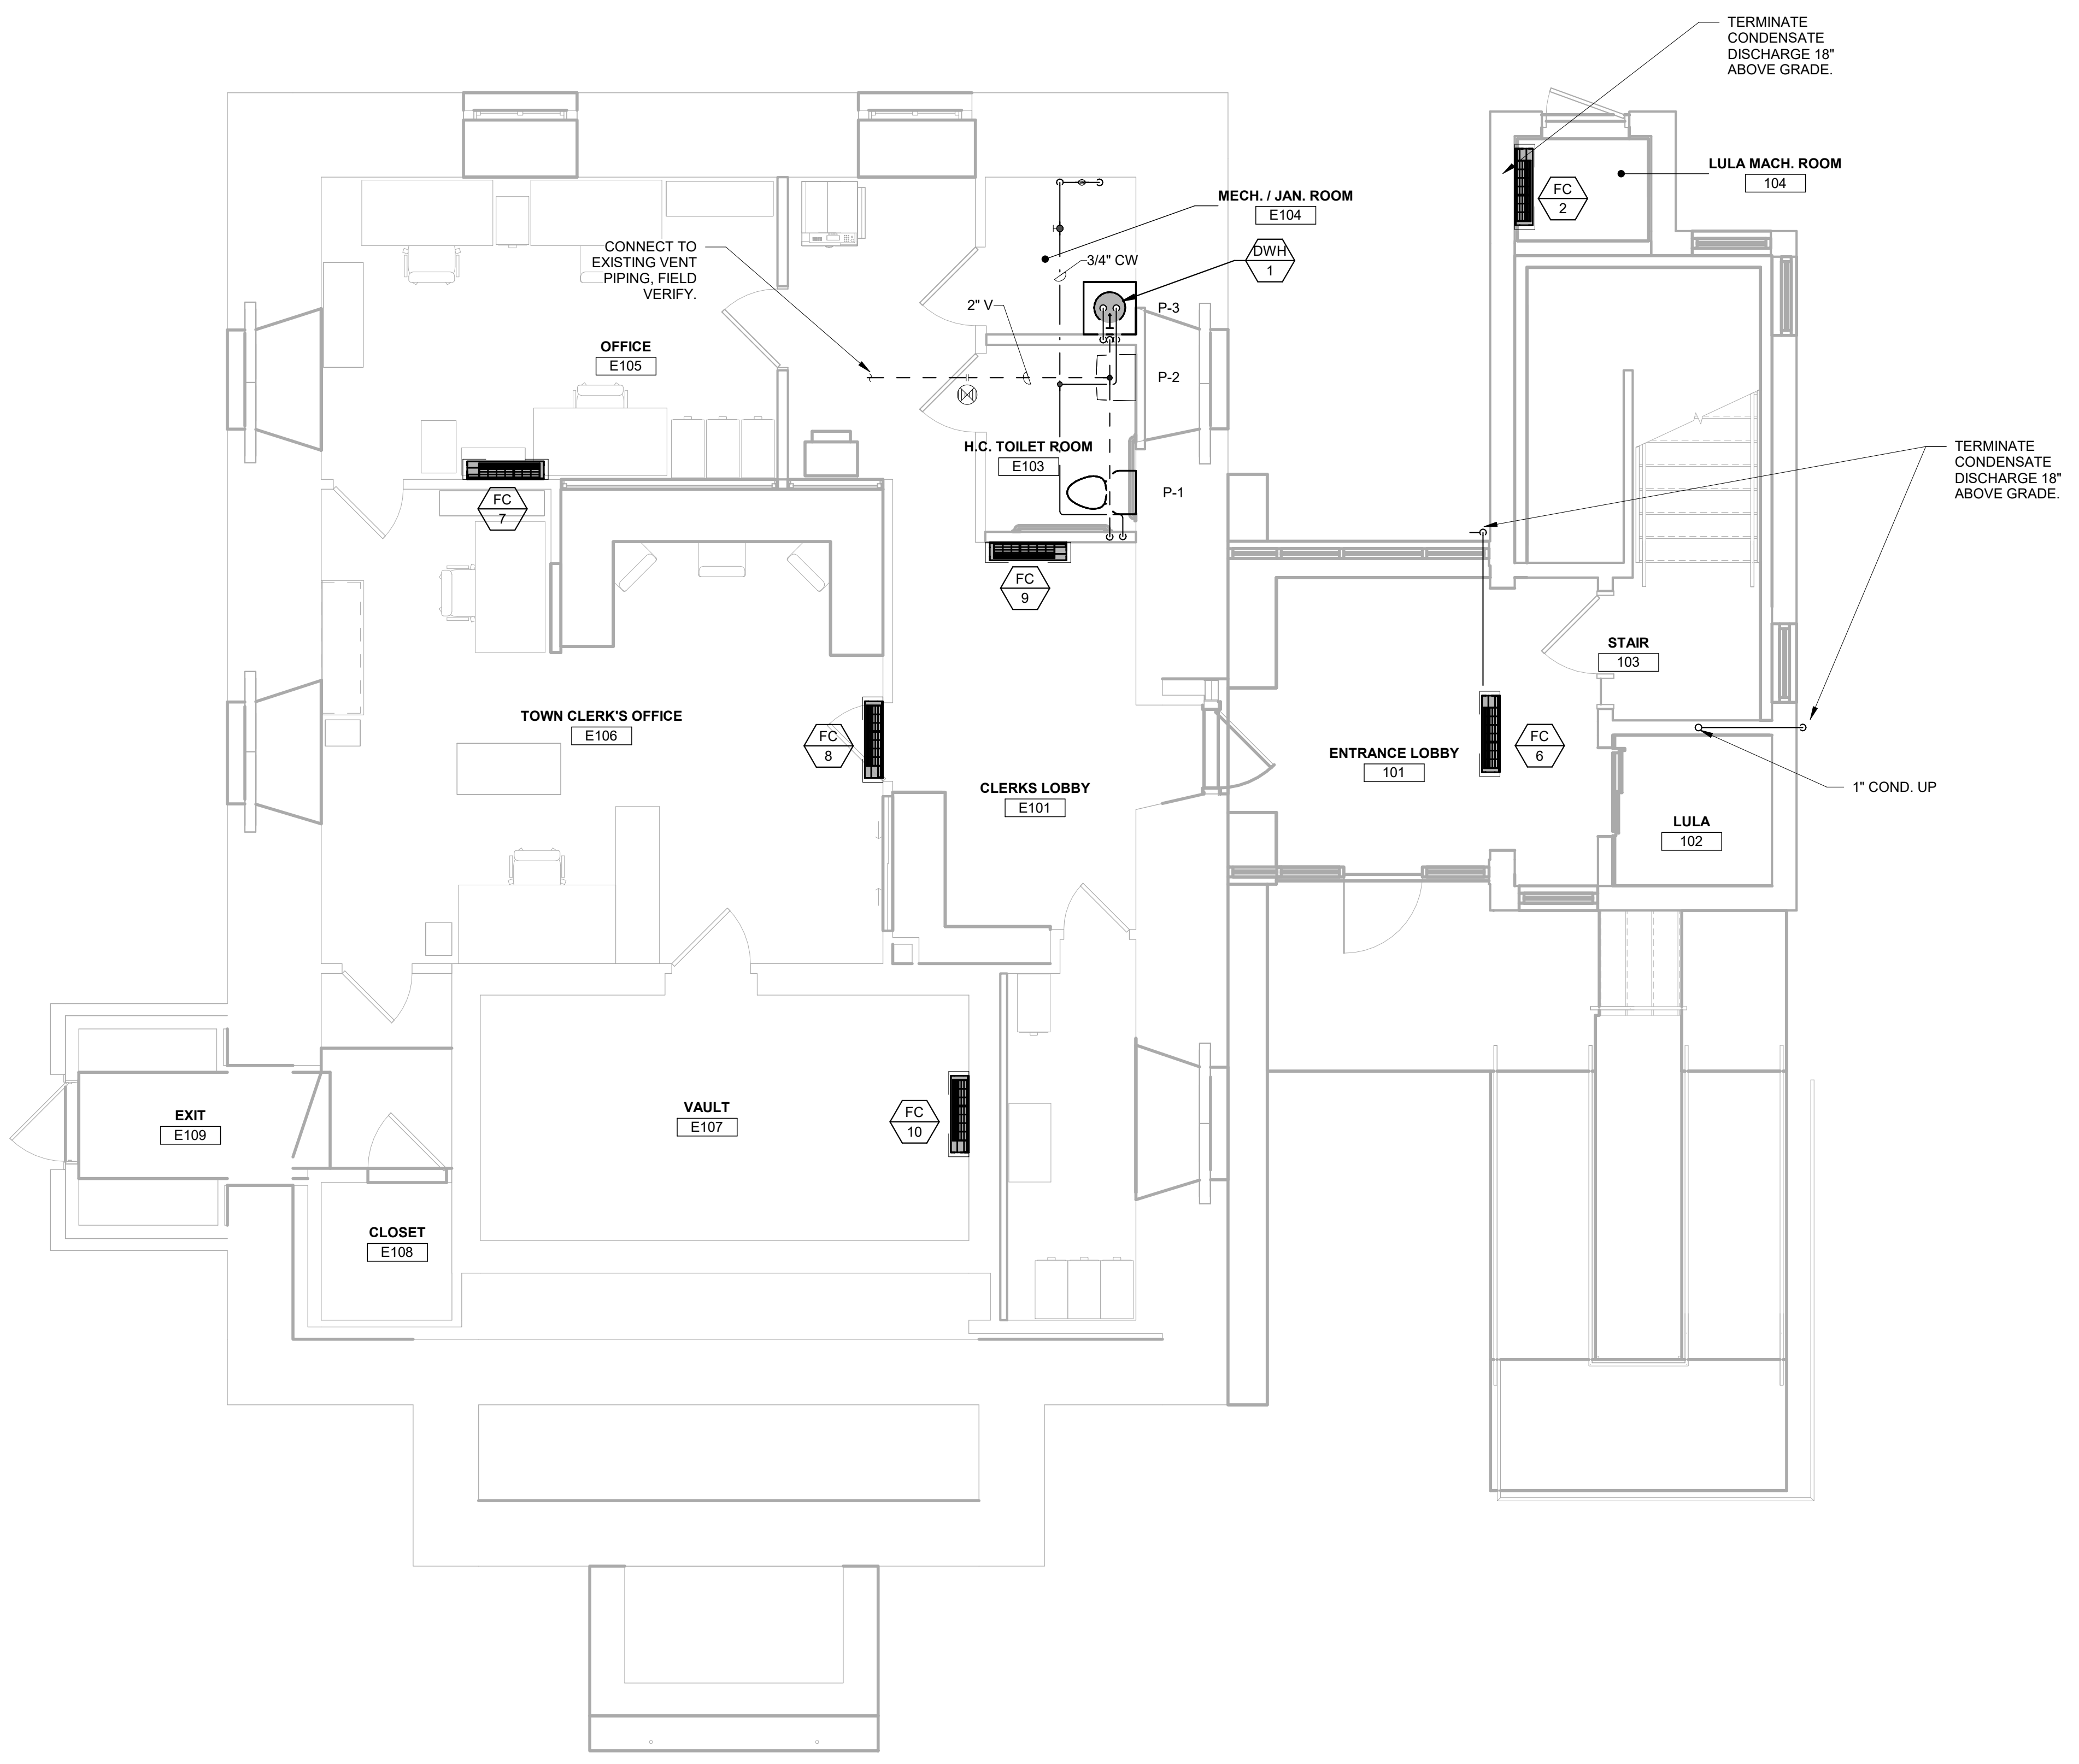 TERMINATE
CONDENSATE
DISCHARGE 18"
ABOVE GRADE.
LULA MACH. ROOM
104
FC
2
MECH. / JAN. ROOM
E104
CONNECT TO
EXISTING VENT
PIPING, FIELD
VERIFY.
3/4" CW
DWH
1
2" V
P-3
OFFICE
E105
P-2
H.C. TOILET ROOM
E103
P-1
TERMINATE
CONDENSATE
DISCHARGE 18"
ABOVE GRADE.
FC
7
FC
9
STAIR
103
TOWN CLERK'S OFFICE
E106
FC
8
ENTRANCE LOBBY
101
FC
6
CLERKS LOBBY
E101
1" COND. UP
LULA
102
EXIT
E109
VAULT
E107
FC
10
CLOSET
E108